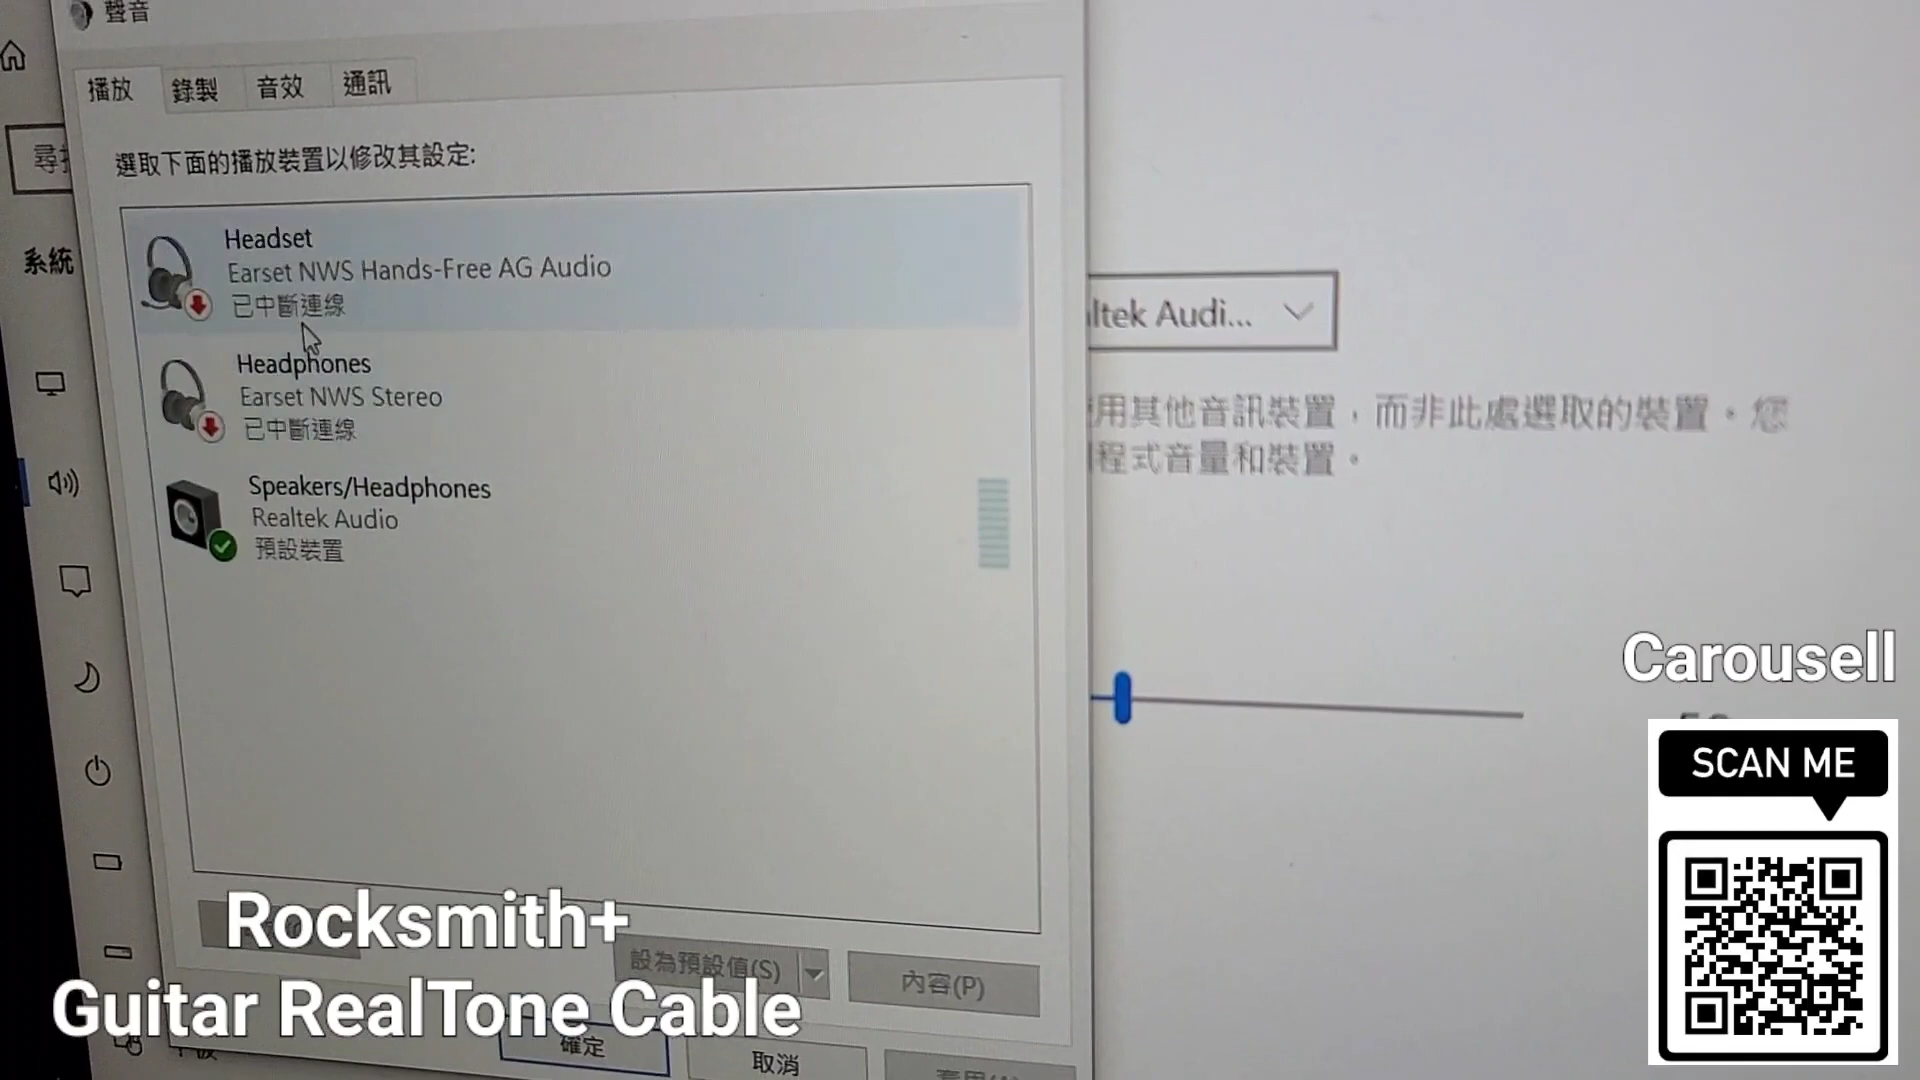 聲音
播放 錄製 音效 通訊
選取下面的播放裝置以修改其設定:
尋找
系統
Headset
Earset NWS Hands-Free AG Audio
已中斷連線
Headphones
Earset NWS Stereo
已中斷連線
Speakers/Headphones
Realtek Audio
預設裝置
ltek Audi...
用其他音訊裝置，而非此處選取的裝置。您
程式音量和裝置。
Carousell
SCAN ME
Rocksmith+
設為預設值(S)
內容(P)
Guitar RealTone Cable
確定
取消